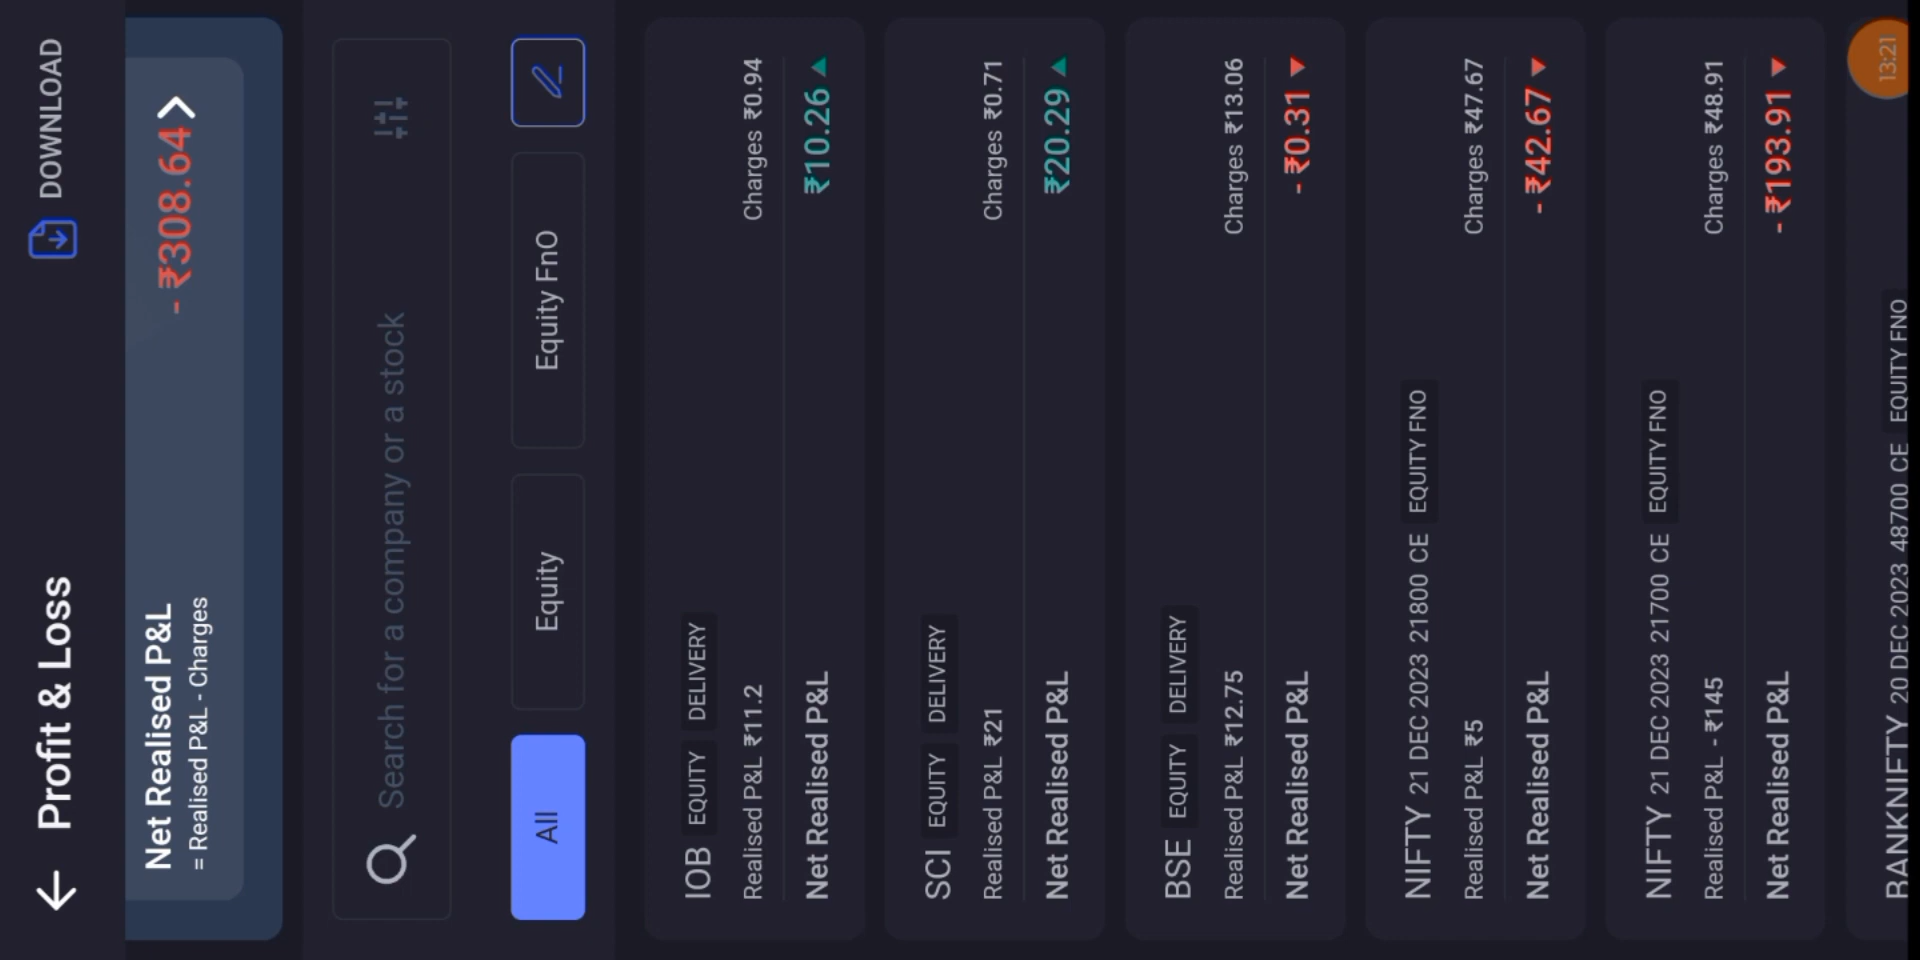 Profit & Loss
DOWNLOAD
Net Realised P&L
- ₹308.64
= Realised P&L - Charges
Search for a company or a stock
All
Equity
Equity FnO
IOB EQUITY DELIVERY
Realised P&L ₹11.2
Charges ₹0.94
Net Realised P&L
₹10.26
SCI EQUITY DELIVERY
Realised P&L ₹21
Charges ₹0.71
Net Realised P&L
₹20.29
BSE EQUITY DELIVERY
Realised P&L ₹12.75
Charges ₹13.06
Net Realised P&L
- ₹0.31
NIFTY 21 DEC 2023 21800 CE EQUITY FNO
Realised P&L ₹5
Charges ₹47.67
Net Realised P&L
- ₹42.67
NIFTY 21 DEC 2023 21700 CE EQUITY FNO
Realised P&L - ₹145
Charges ₹48.91
Net Realised P&L
- ₹193.91
BANKNIFTY 20 DEC 2023 48700 CE EQUITY FNO
13:21